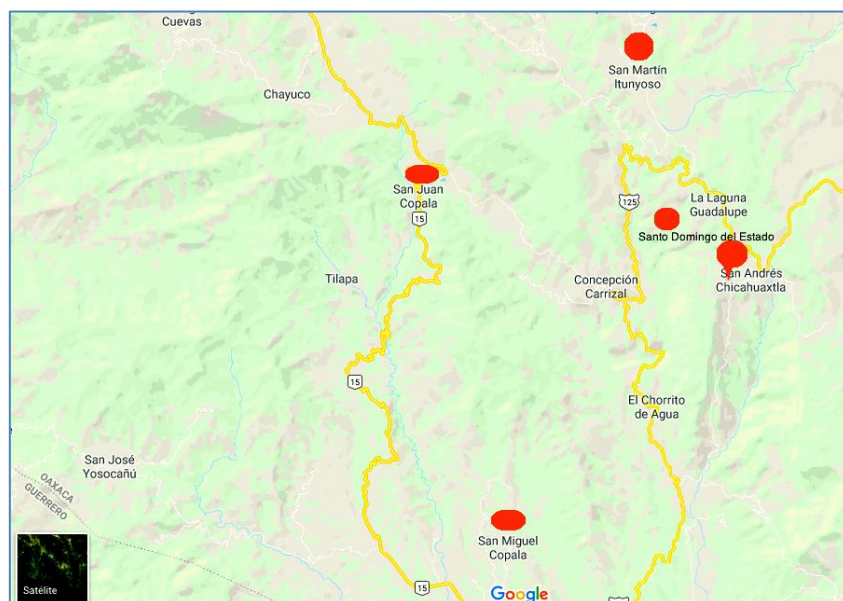 Cuevas
San Martín
Itunyoso
Chayuco
San Juan
Copala
15
125
La Laguna
Guadalupe
Santo Domingo del Estado
San Andrés
Chicahuaxtla
Tilapa
Concepción
Carrizal
15
El Chorrito
de Agua
San José
Yosocañú
OAXACA
GUERRERO
San Miguel
Copala
Satélite
15
Google